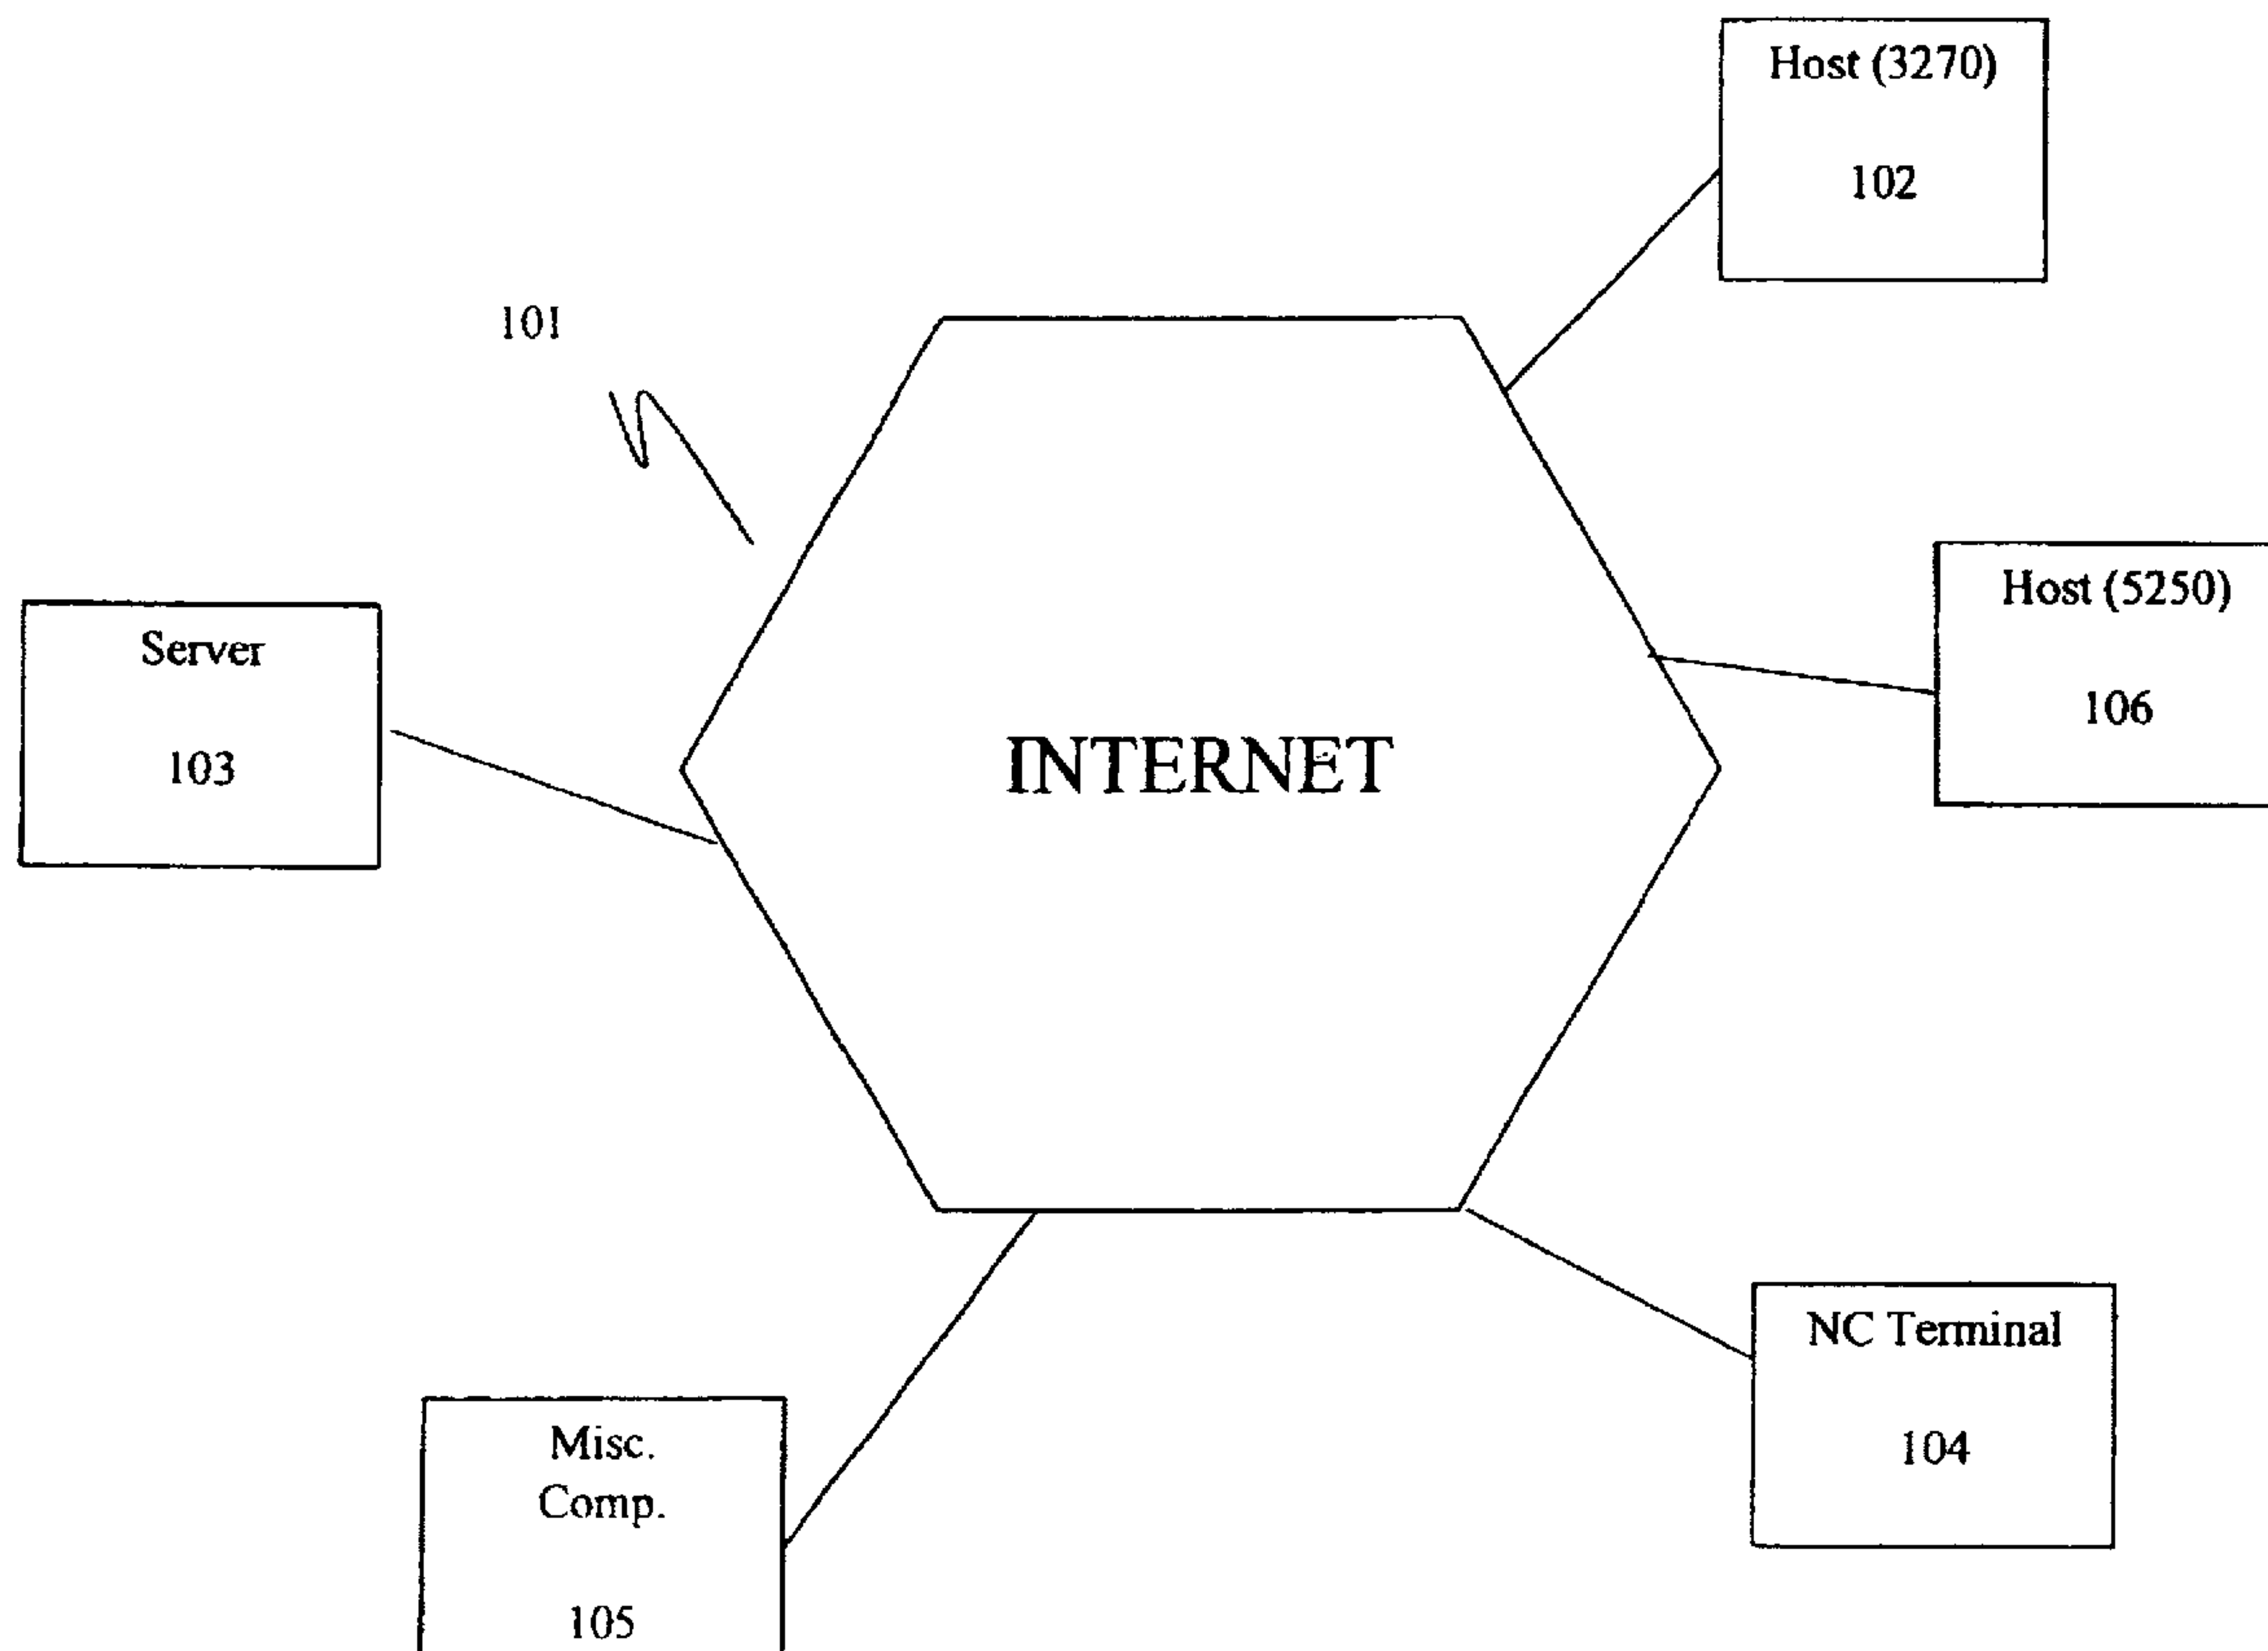 Host (3270)
102
101
Host (5250)
106
Server
103
INTERNET
NC Terminal
104
Misc.
Comp.
105